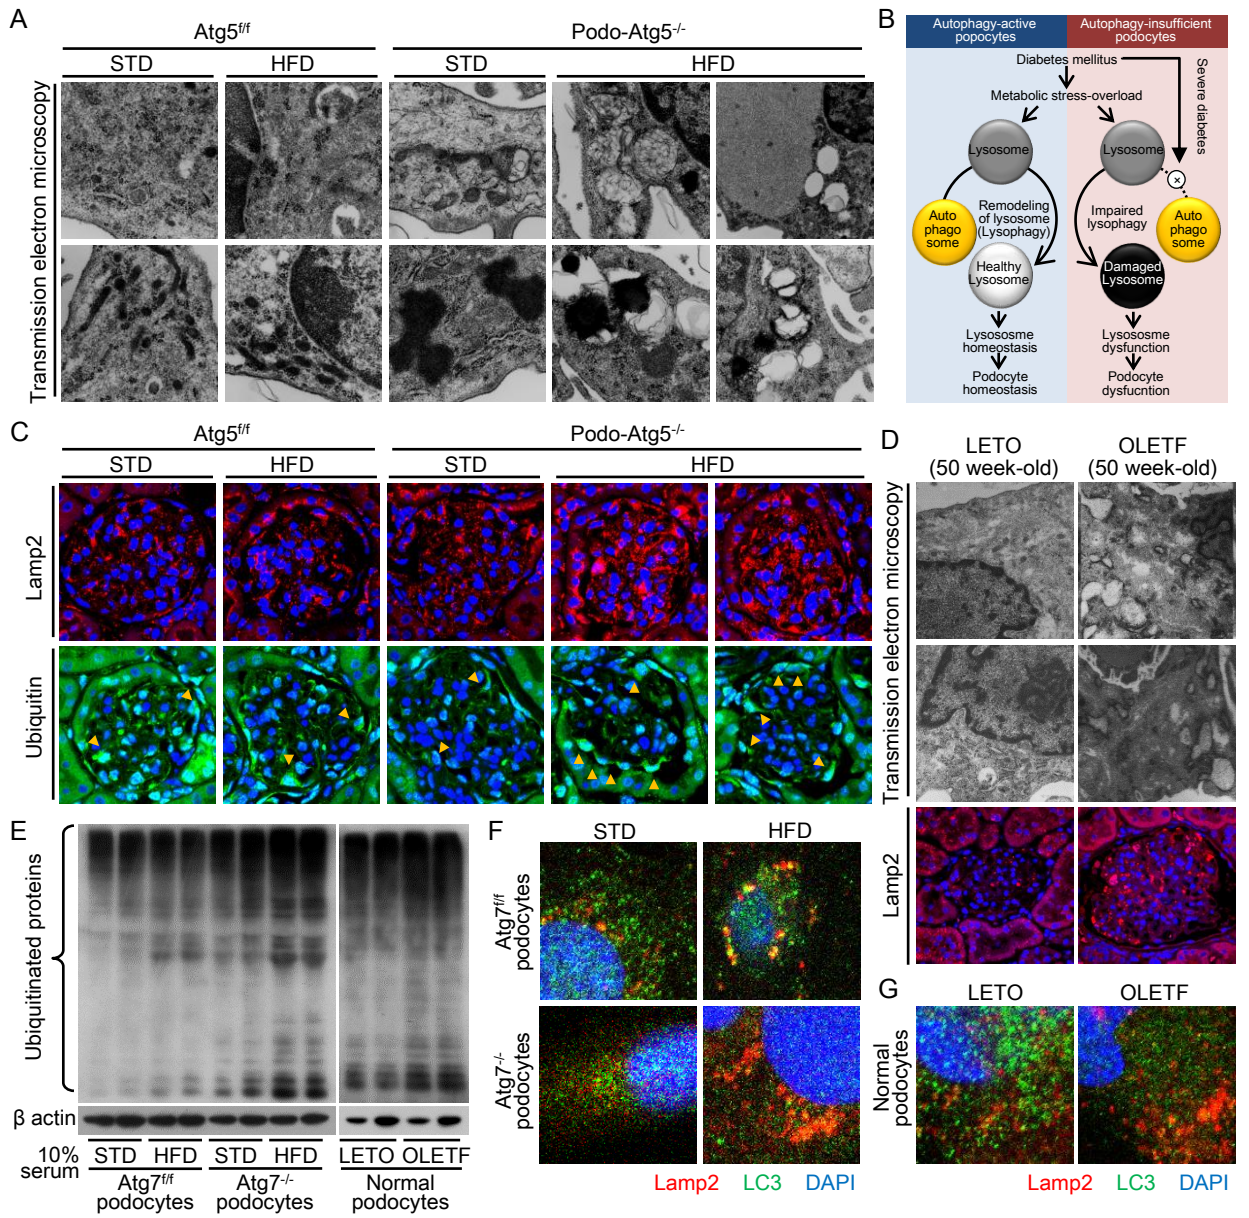 A
Atg5f/f
Podo-Atg5-/-
STD
HFD
STD
HFD
Transmission electron microscopy
B
Autophagy-active
popocytes
Autophagy-insufficient
podocytes
Diabetes mellitus
Metabolic stress-overload
Severe diabetes
Lysosome
Lysosome
×
Auto
phago
some
Remodeling
of lysosome
(Lysophagy)
Impaired
lysophagy
Auto
phago
some
Healthy
Lysosome
Damaged
Lysosome
Lysososme
homeostasis
Lysososme
dysfunction
Podocyte
homeostasis
Podocyte
dysfucntion
C
Atg5f/f
Podo-Atg5-/-
STD
HFD
STD
HFD
Lamp2
Ubiquitin
D
LETO
(50 week-old)
OLETF
(50 week-old)
Transmission electron microscopy
Lamp2
E
Ubiquitinated proteins
β actin
10%
serum
STD
HFD
STD
HFD
LETO
OLETF
Atg7f/f
podocytes
Atg7-/-
podocytes
Normal
podocytes
F
STD
HFD
Atg7f/f
podocytes
Atg7-/-
podocytes
Lamp2
LC3
DAPI
G
LETO
OLETF
Normal
podocytes
Lamp2
LC3
DAPI